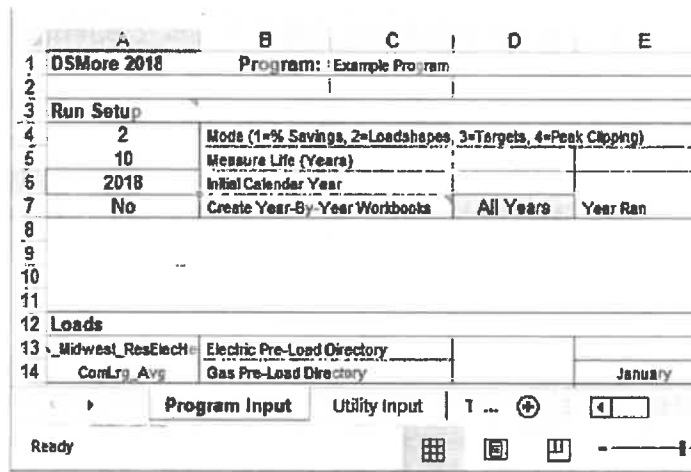 A B C D E
1 DSMore 2018 Program: Example Program
2
3 Run Setup
4 2 Mode (1=% Savings, 2=Loadshapes, 3=Targets, 4=Peak Clipping)
5 10 Measure Life (Years)
6 2018 Initial Calendar Year
7 No Create Year-By-Year Workbooks All Years Year Ran
8
9
10
11
12 Loads
13 _Midwest_ResElecHe Electric Pre-Load Directory
14 ComLrg_Avg Gas Pre-Load Directory January
Program Input Utility Input T ...
Ready